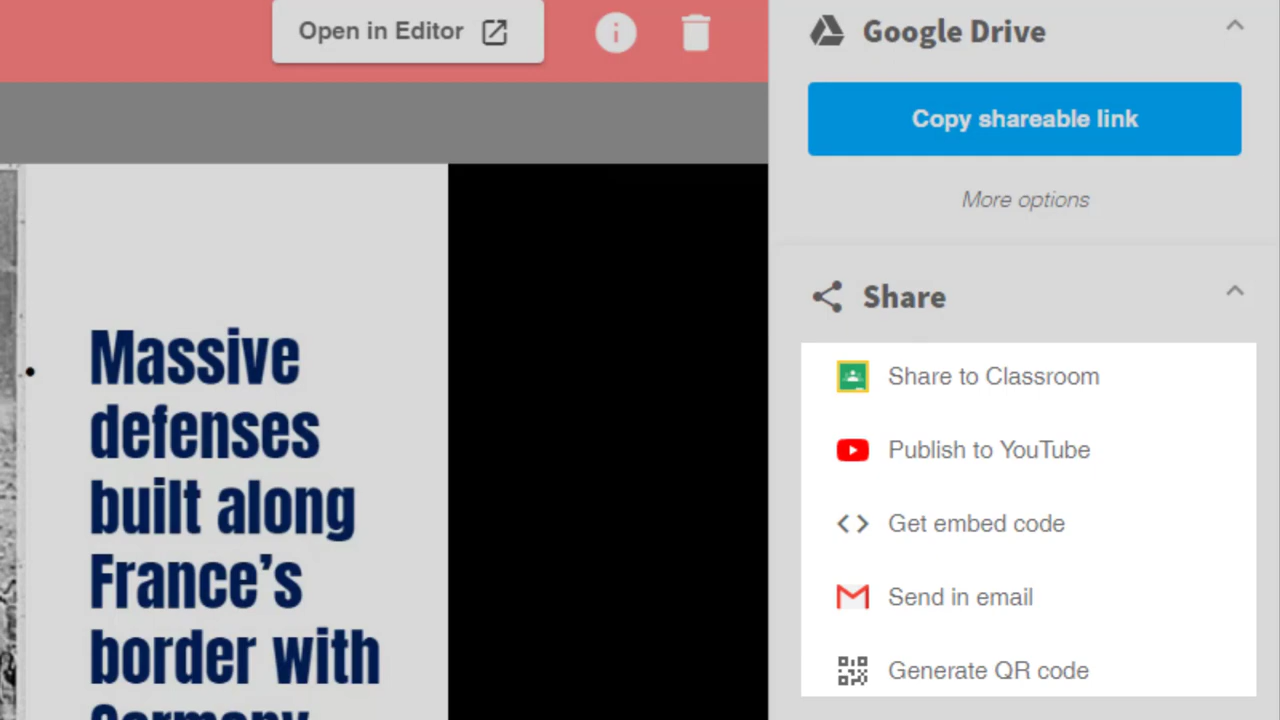 Open in Editor
Google Drive
Copy shareable link
More options
Share
Share to Classroom
Publish to YouTube
Get embed code
Send in email
Generate QR code
Massive
defenses
built along
France’s
border with
Germany